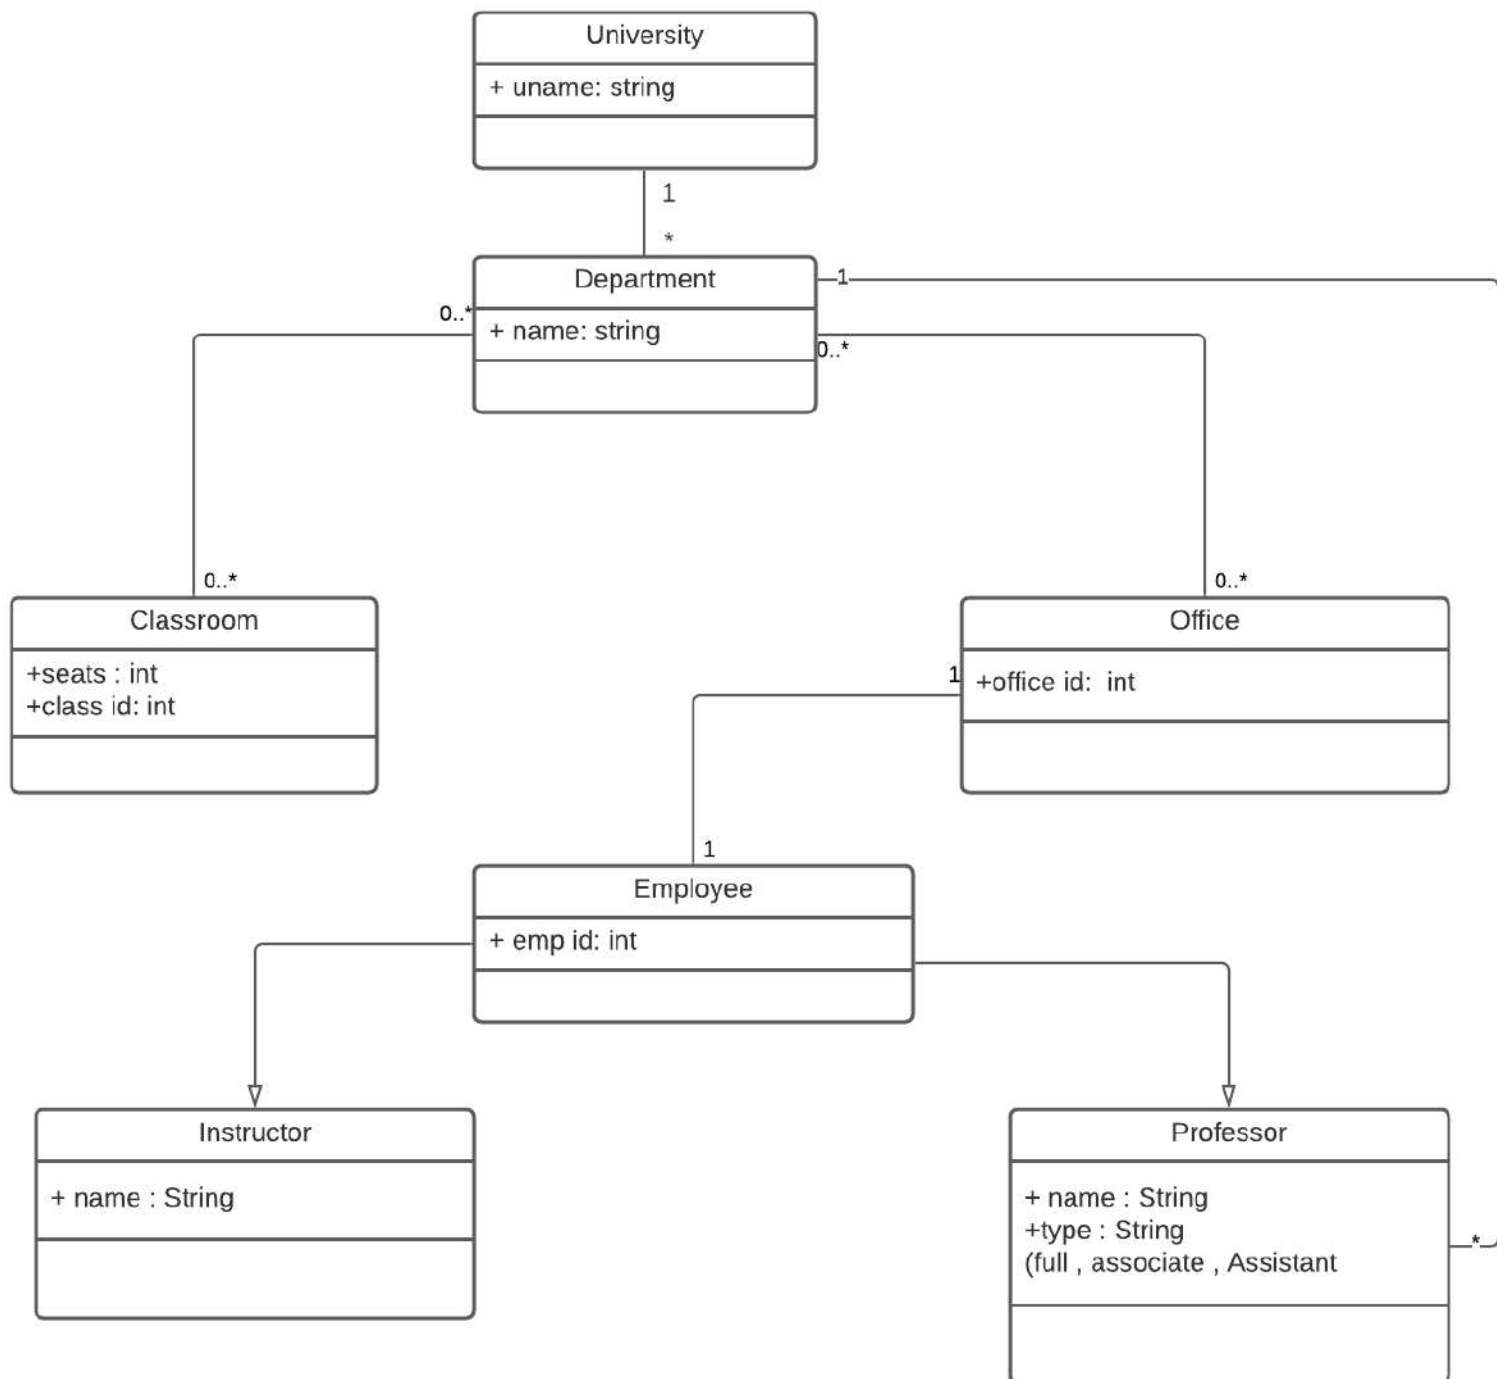 University
+ uname: string
1
*
Department
1
0..*
+ name: string
0..*
0..*
0..*
Classroom
Office
+seats : int
+class id: int
1
+office id:  int
1
Employee
+ emp id: int
Instructor
Professor
+ name : String
+ name : String
+type : String
(full , associate , Assistant
*